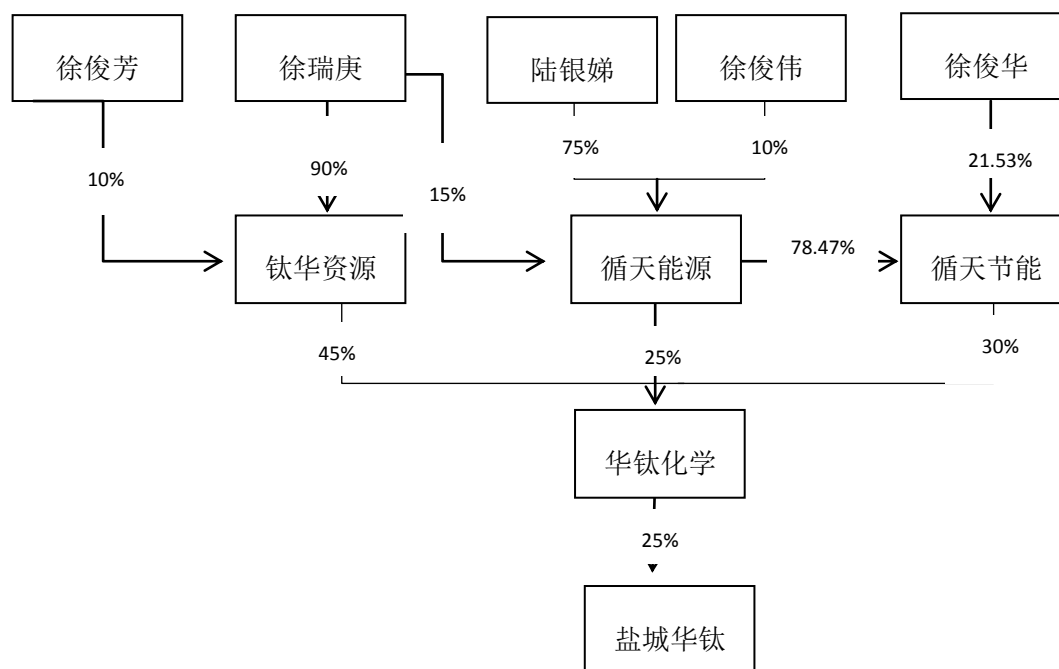 徐俊芳
徐瑞庚
陆银娣
徐俊伟
徐俊华
75%
10%
21.53%
10%
90%
15%
钛华资源
循天能源
78.47%
循天节能
45%
25%
30%
华钛化学
25%
盐城华钛